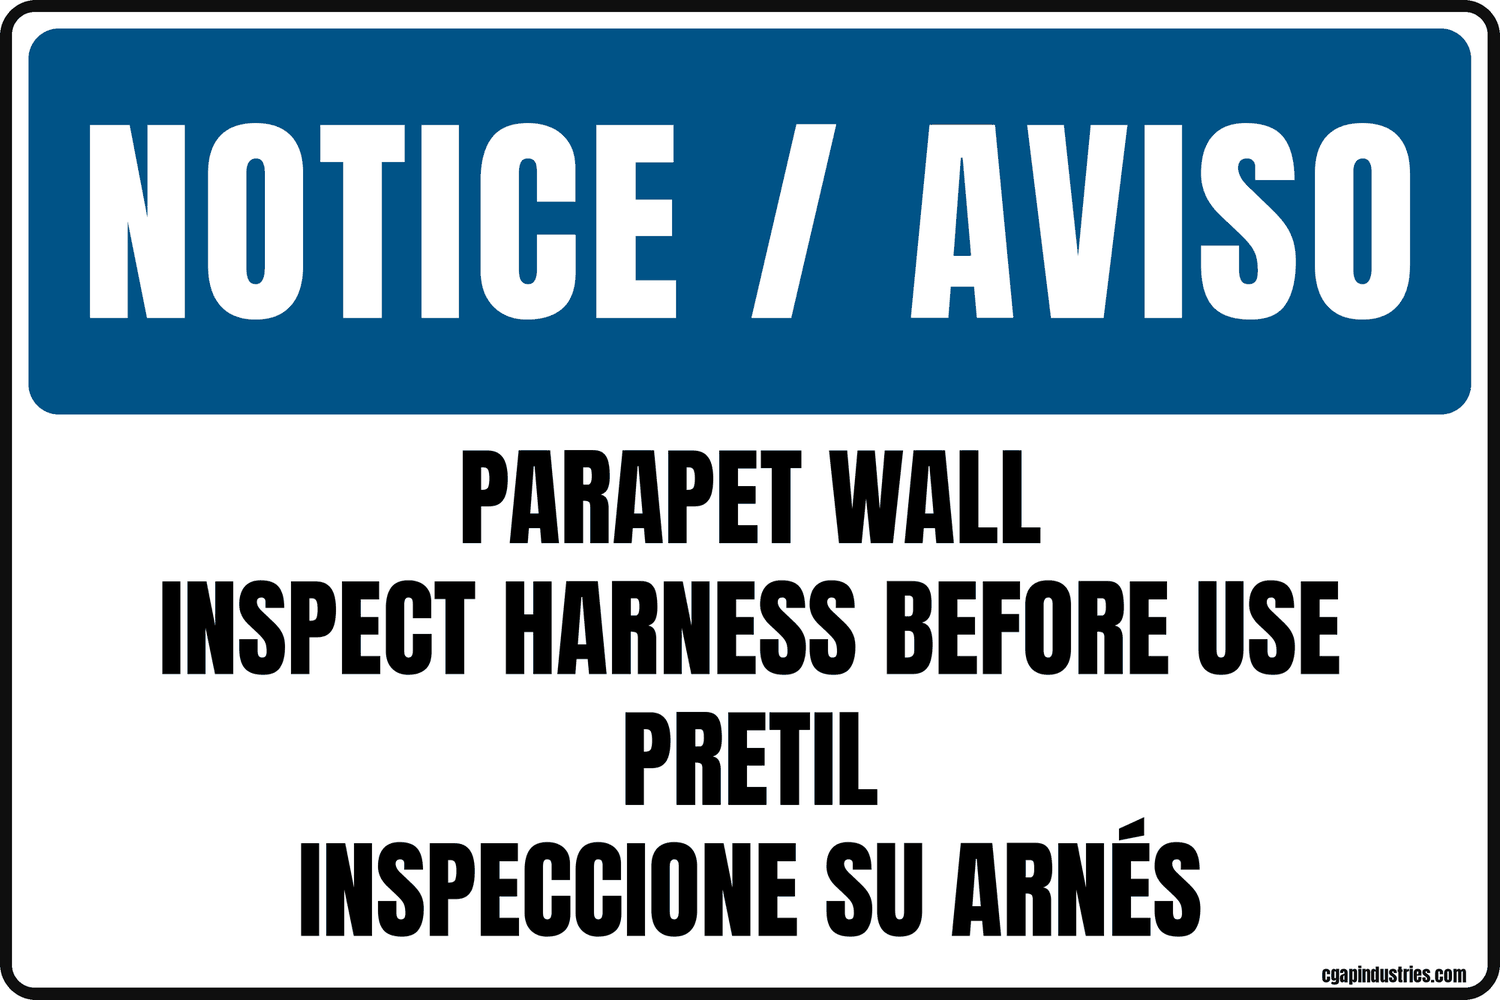 NOTICE / AVISO
PARAPET WALL
INSPECT HARNESS BEFORE USE
PRETIL
INSPECCIONE SU ARNÉS
cgapindustries.com